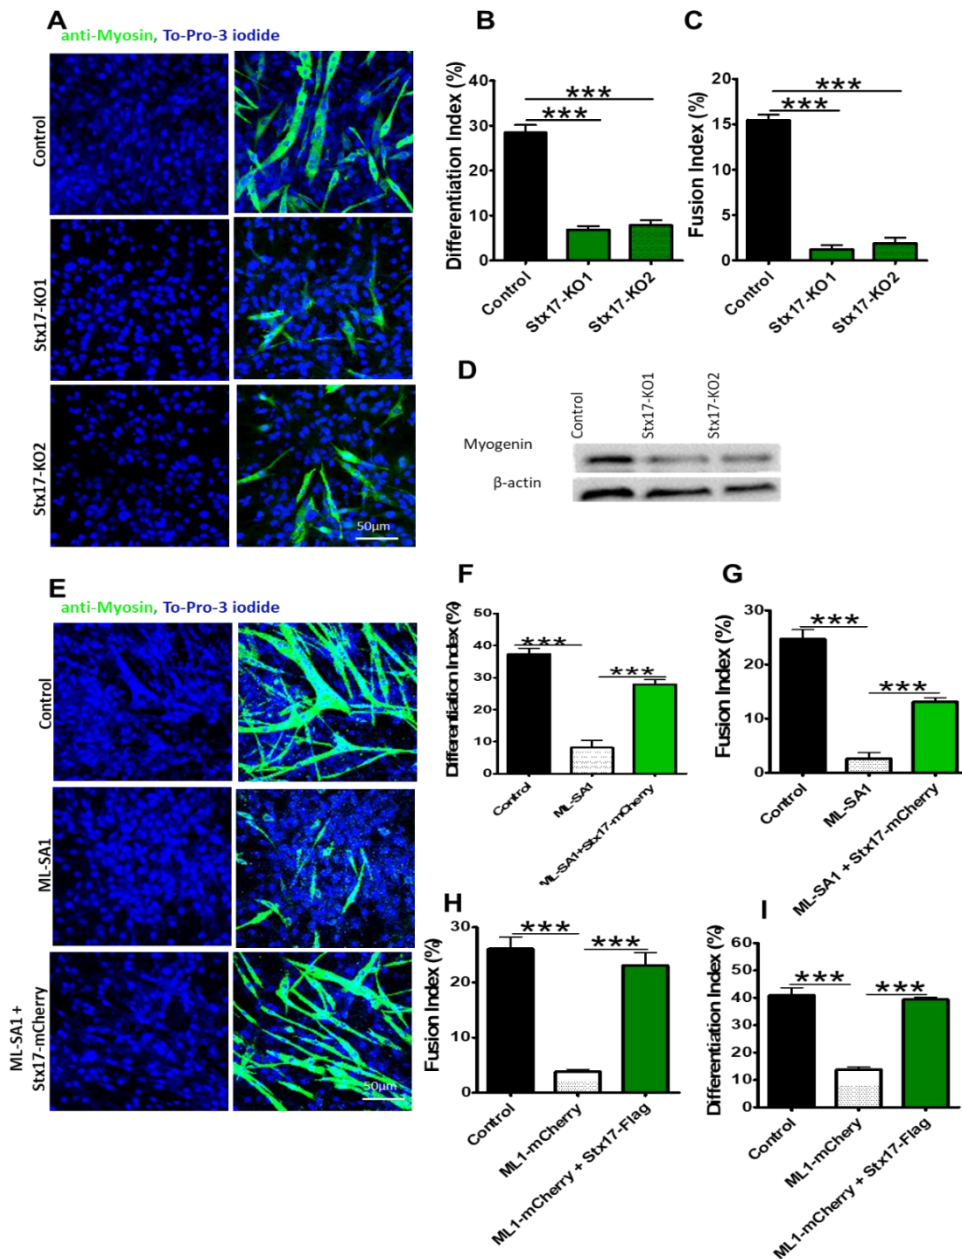 A
anti-Myosin, To-Pro-3 iodide
Control
Stx17-KO1
Stx17-KO2
50µm
B
Differentiation Index (%)
40
30
20
10
0
***
***
Control
Stx17-KO1
Stx17-KO2
C
Fusion Index (%)
20
15
10
5
0
***
***
Control
Stx17-KO1
Stx17-KO2
D
Control
Stx17-KO1
Stx17-KO2
Myogenin
β-actin
E
anti-Myosin, To-Pro-3 iodide
Control
ML-SA1
ML-SA1 +
Stx17-mCherry
50µm
F
Differentiation Index (%)
50
40
30
20
10
0
***
***
Control
ML-SA1
ML-SA1+Stx17-mCherry
G
Fusion Index (%)
30
20
10
0
***
***
Control
ML-SA1
ML-SA1 + Stx17-mCherry
H
Fusion Index (%)
30
20
10
0
***
***
Control
ML1-mCherry
ML1-mCherry + Stx17-Flag
I
Differentiation Index (%)
60
50
40
30
20
10
0
***
***
Control
ML1-mCherry
ML1-mCherry + Stx17-Flag